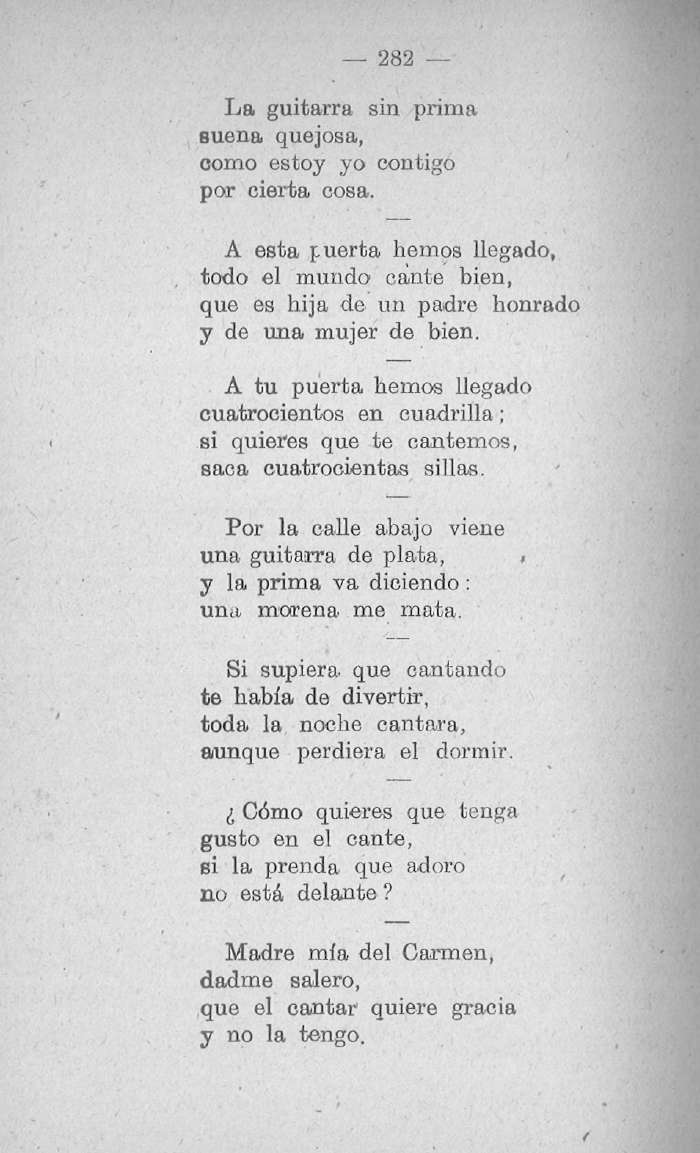 — 282 —
La guitarra sin prima
suena quejosa,
como estoy yo contigo
por cierta cosa.
—
A esta puerta hemos llegado,
todo el mundo cante bien,
que es hija de un padre honrado
y de una mujer de bien.
—
A tu puerta hemos llegado
cuatrocientos en cuadrilla;
si quieres que te cantemos,
saca cuatrocientas sillas.
—
Por la calle abajo viene
una guitarra de plata,
y la prima va diciendo:
una morena me mata.
—
Si supiera que cantando
te había de divertir,
toda la noche cantara,
aunque perdiera el dormir.
—
¿Cómo quieres que tenga
gusto en el cante,
si la prenda que adoro
no está delante?
—
Madre mía del Carmen,
dadme salero,
que el cantar quiere gracia
y no la tengo.